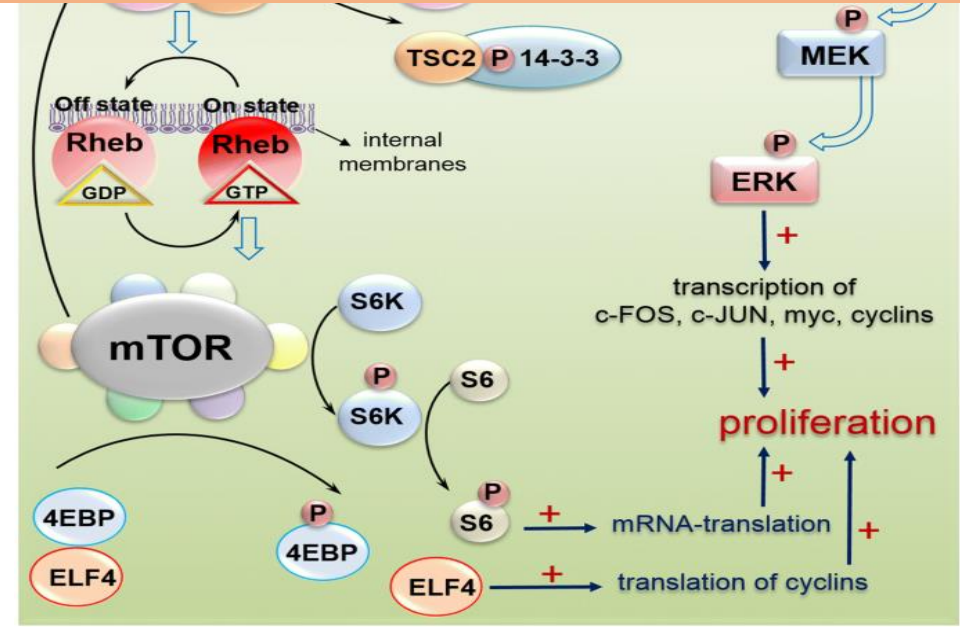 P
MEK
TSC2 P 14-3-3
Off state
On state
Rheb
Rheb
GDP
GTP
internal
membranes
P
ERK
+
transcription of
c-FOS, c-JUN, myc, cyclins
+
proliferation
mTOR
S6K
P
S6K
S6
P
S6
+
mRNA-translation
+
4EBP
ELF4
P
4EBP
ELF4
+
translation of cyclins
+